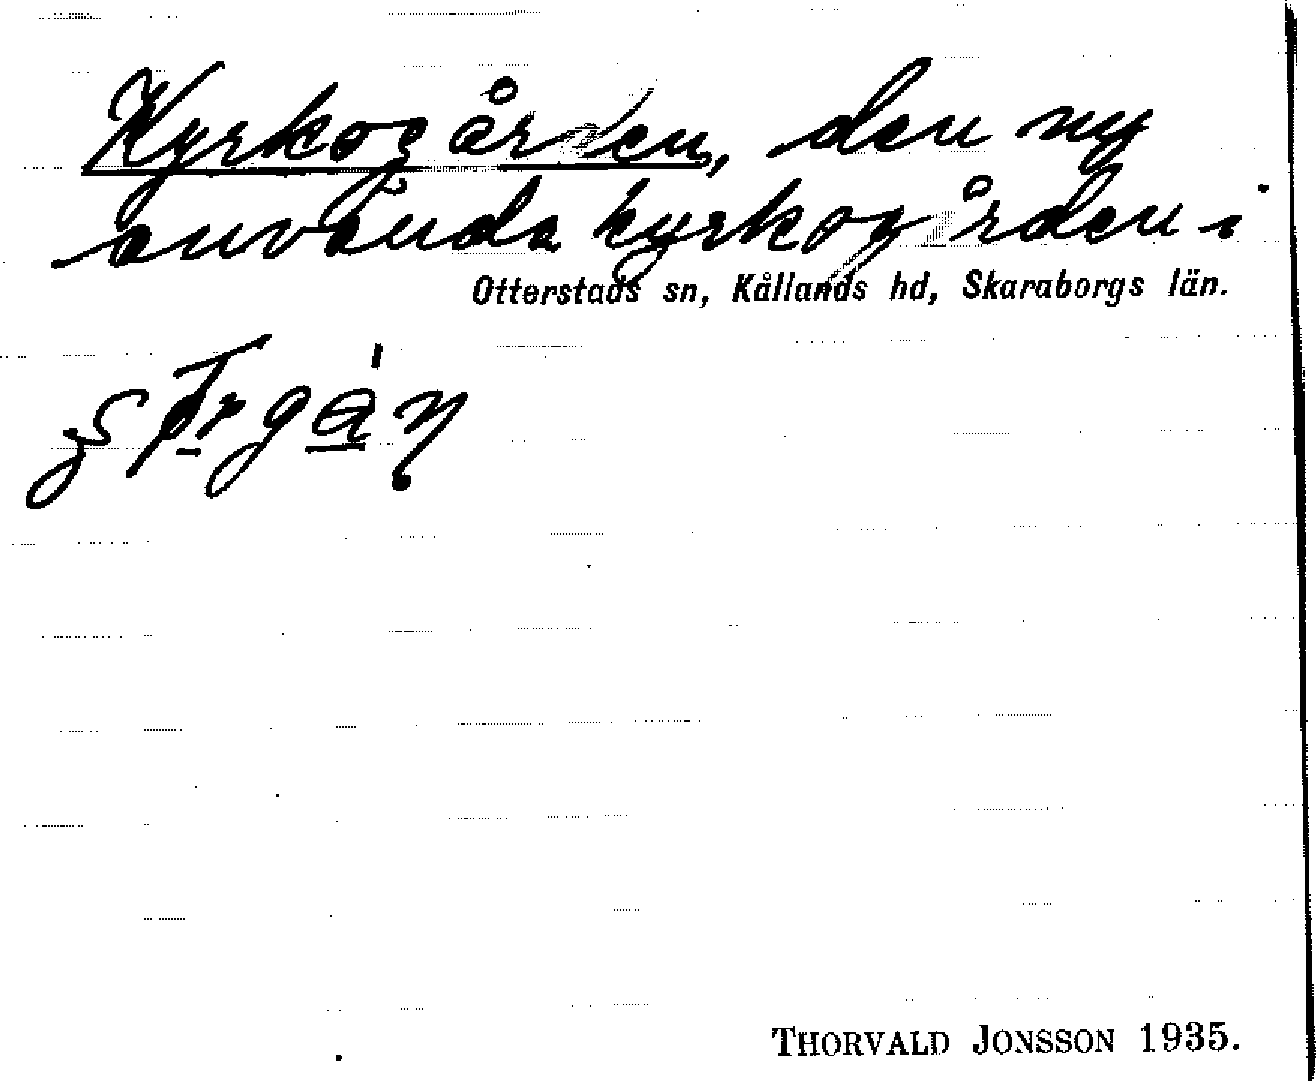 Kyrkogården, den ny
använda kyrkogården i
Otterstads sn, Kållands hd, Skaraborgs län.
THORVALD JONSSON 1935.